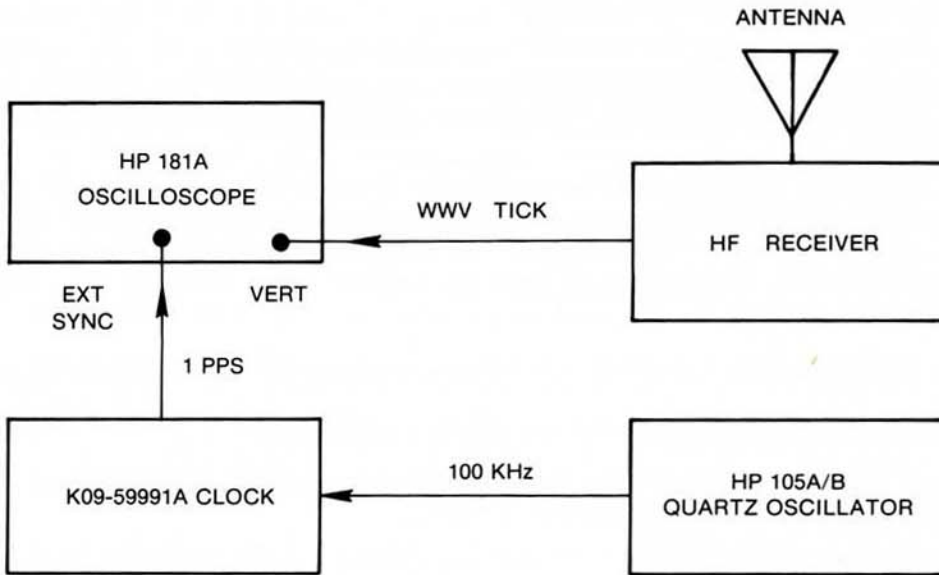 ANTENNA
HP 181A
OSCILLOSCOPE
WWV TICK
HF RECEIVER
EXT
SYNC
VERT
1 PPS
K09-59991A CLOCK
100 KHz
HP 105A/B
QUARTZ OSCILLATOR